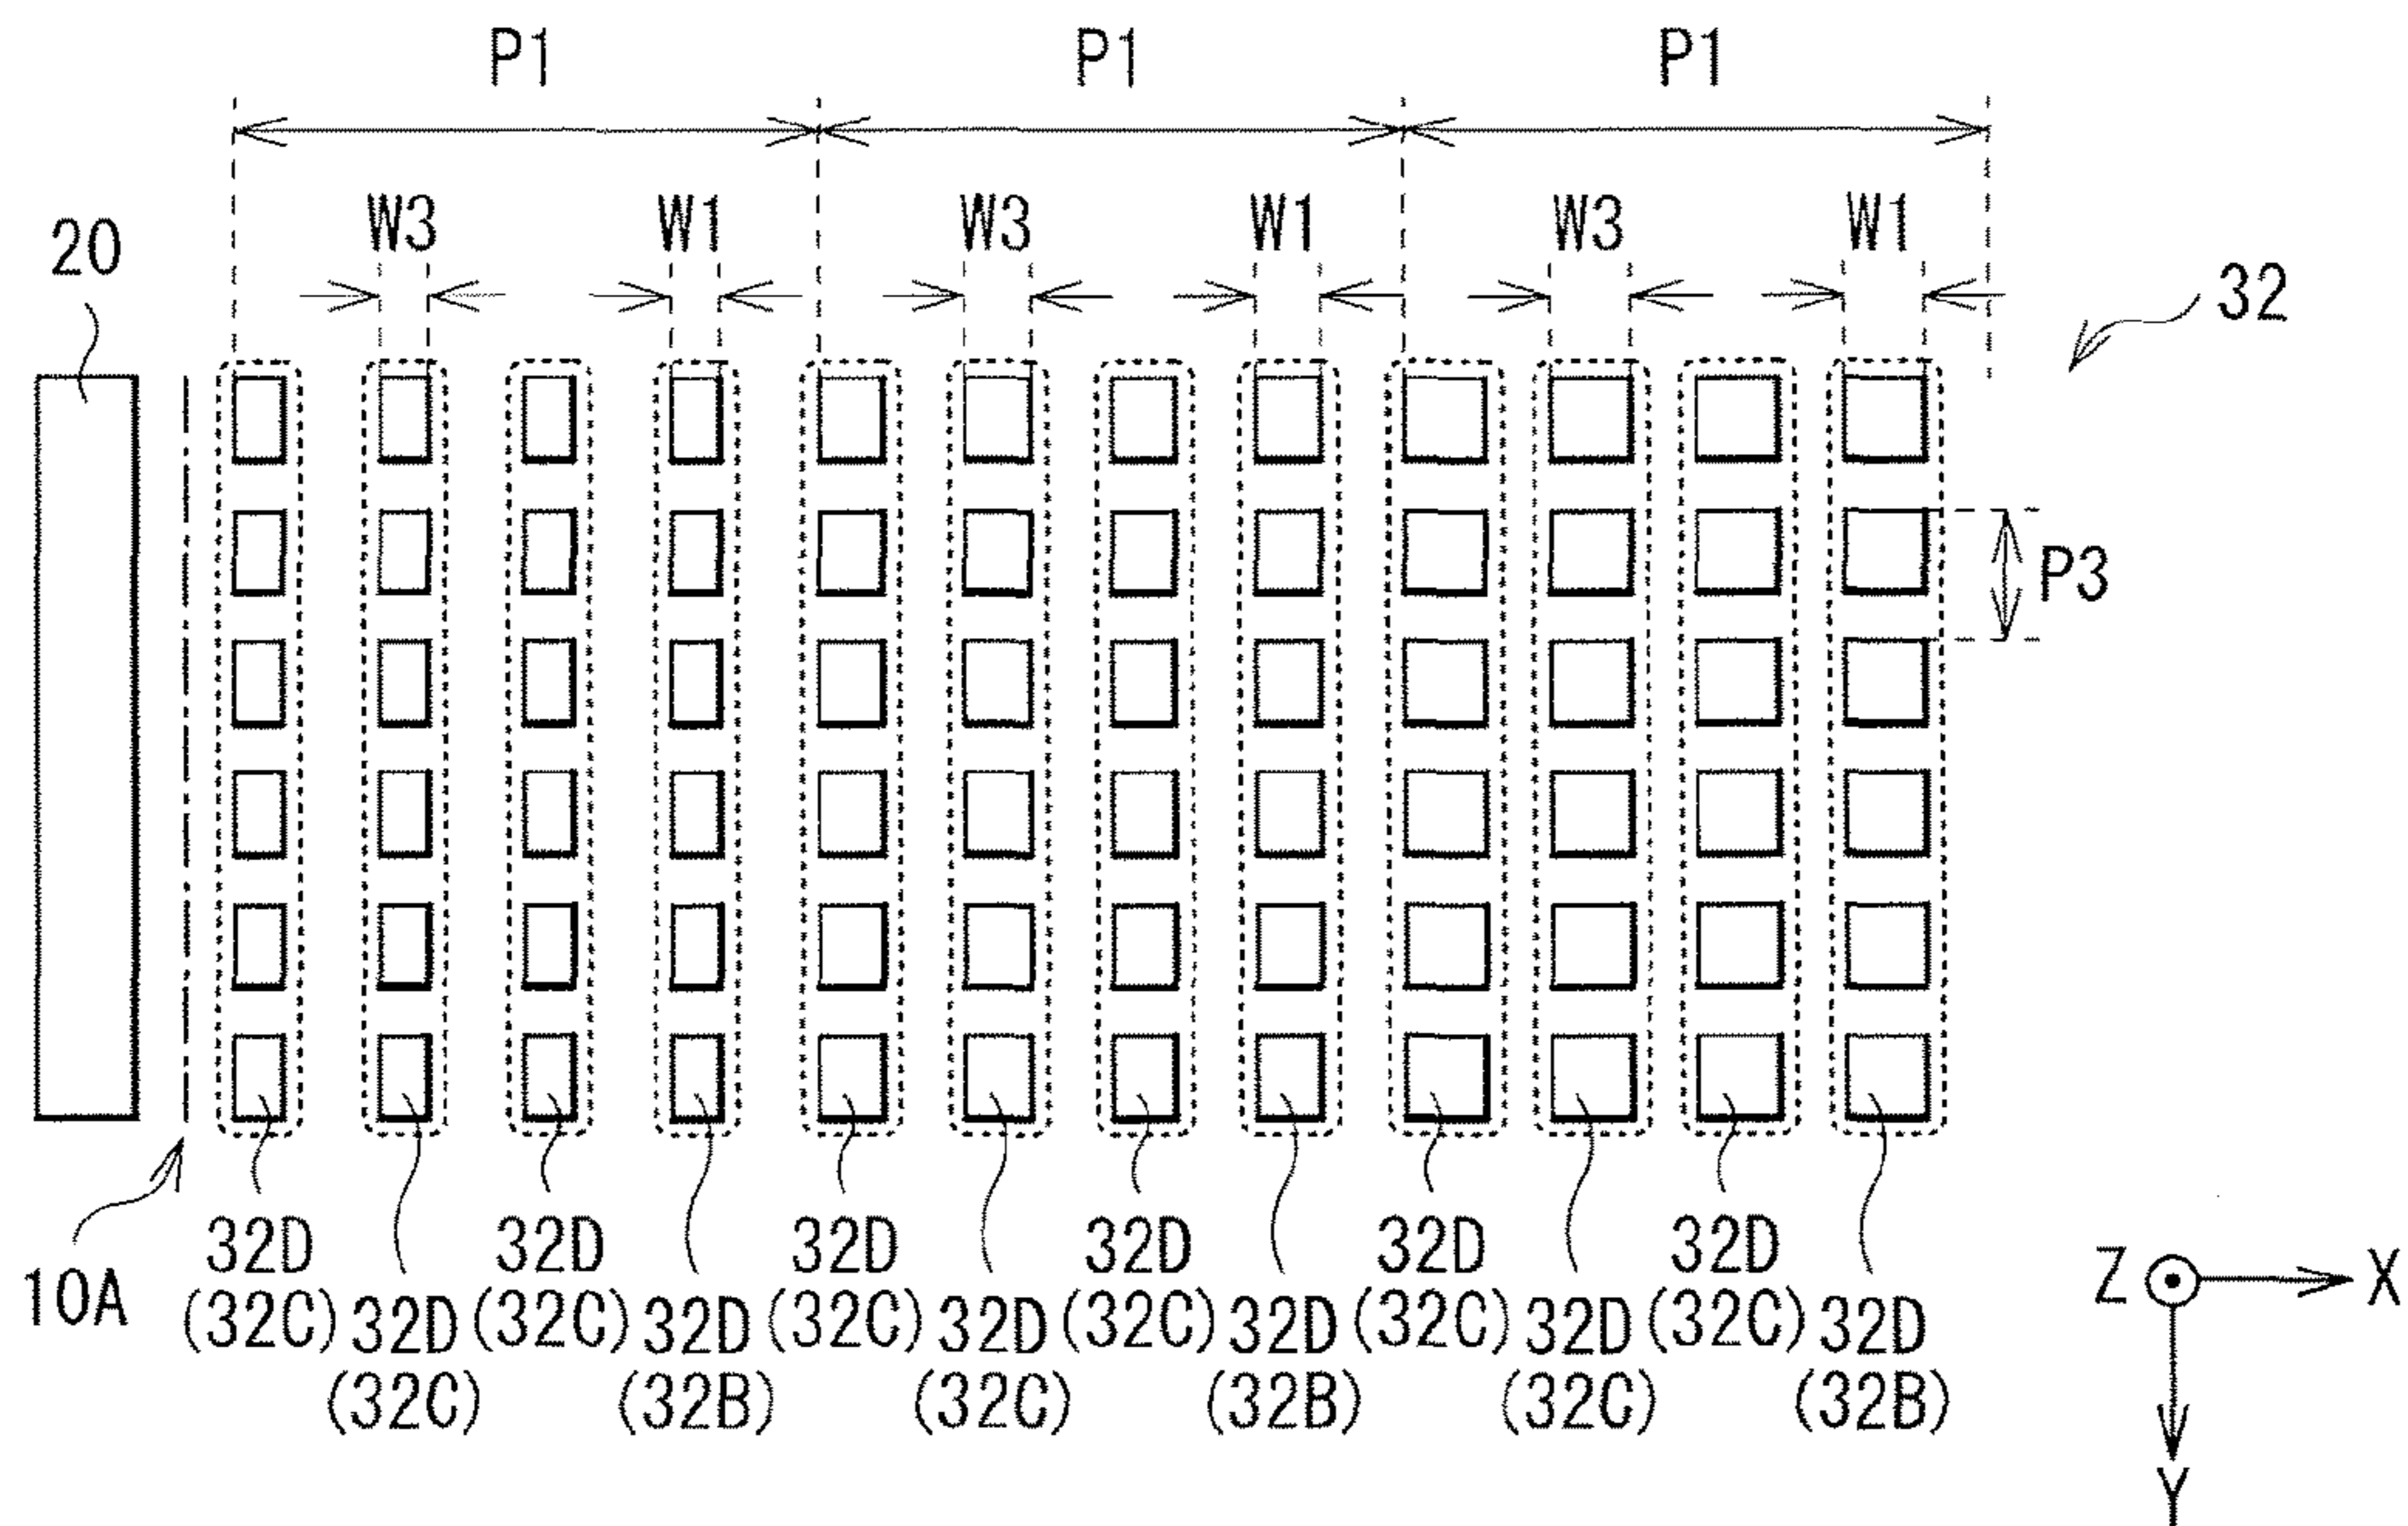 P1 P1 P1
20 W3 W1 W3 W1 W3 W1 32
P3
32D 32D 32D 32D 32D 32D
10A (32C) 32D (32C) 32D (32C) 32D (32C) 32D (32C) 32D (32C) 32D Z X
(32C) (32B) (32C) (32B) (32C) (32B)
Y